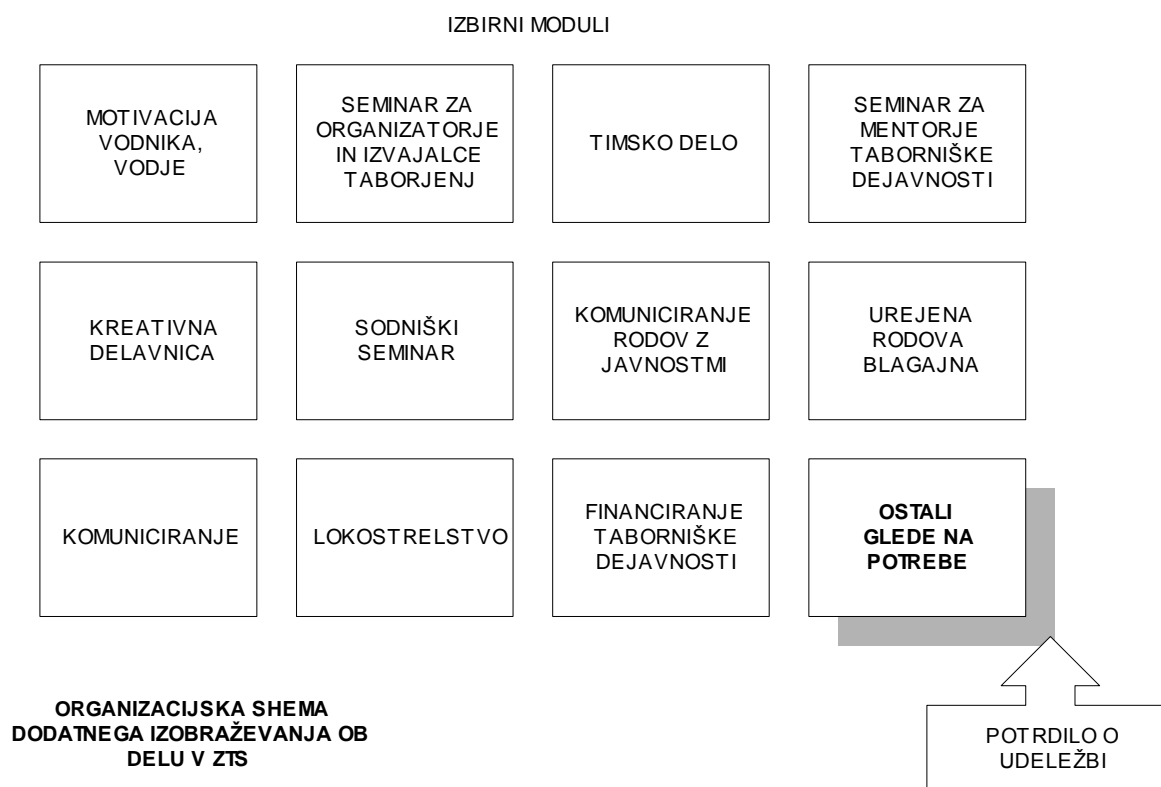 IZBIRNI MODULI
MOTIVACIJA
VODNIKA,
VODJE
SEMINAR ZA
ORGANIZATORJE
IN IZVAJALCE
TABORJENJ
TIMSKO DELO
SEMINAR ZA
MENTORJE
TABORNIŠKE
DEJAVNOSTI
KREATIVNA
DELAVNICA
SODNIŠKI
SEMINAR
KOMUNICIRANJE
RODOV Z
JAVNOSTMI
UREJENA
RODOVA
BLAGAJNA
KOMUNICIRANJE
LOKOSTRELSTVO
FINANCIRANJE
TABORNIŠKE
DEJAVNOSTI
OSTALI
GLEDE NA
POTREBE
ORGANIZACIJSKA SHEMA
DODATNEGA IZOBRAŽEVANJA OB
DELU V ZTS
POTRDILO O
UDELEŽBI